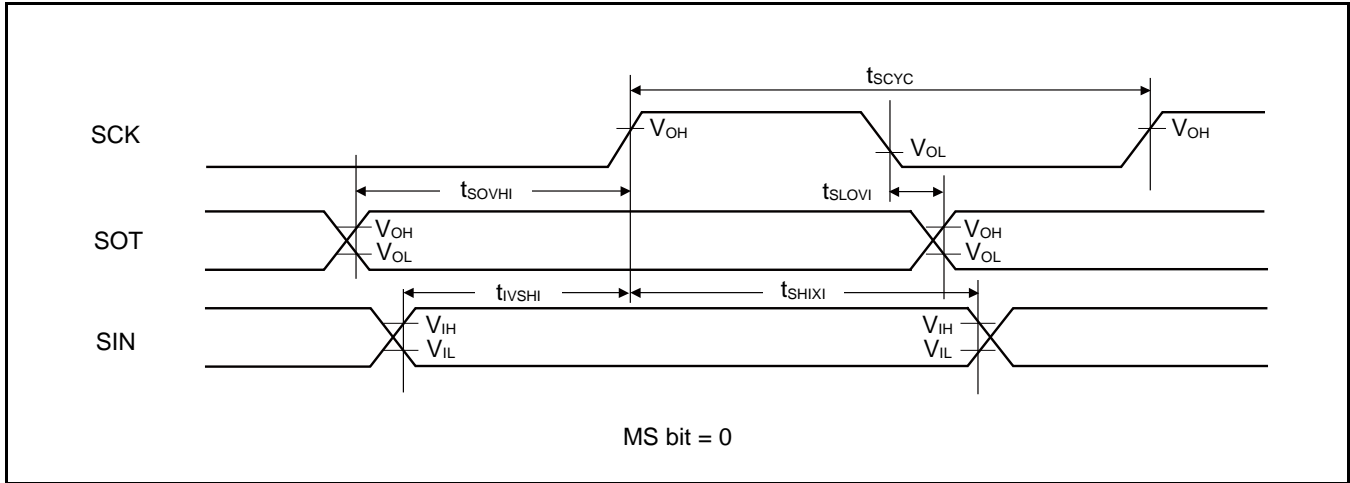 tSCYC
SCK
VOH
VOH
VOL
tSOVHI
tSLOVI
SOT
VOH
VOH
VOL
VOL
tIVSHI
tSHIXI
SIN
VIH
VIH
VIL
VIL
MS bit = 0